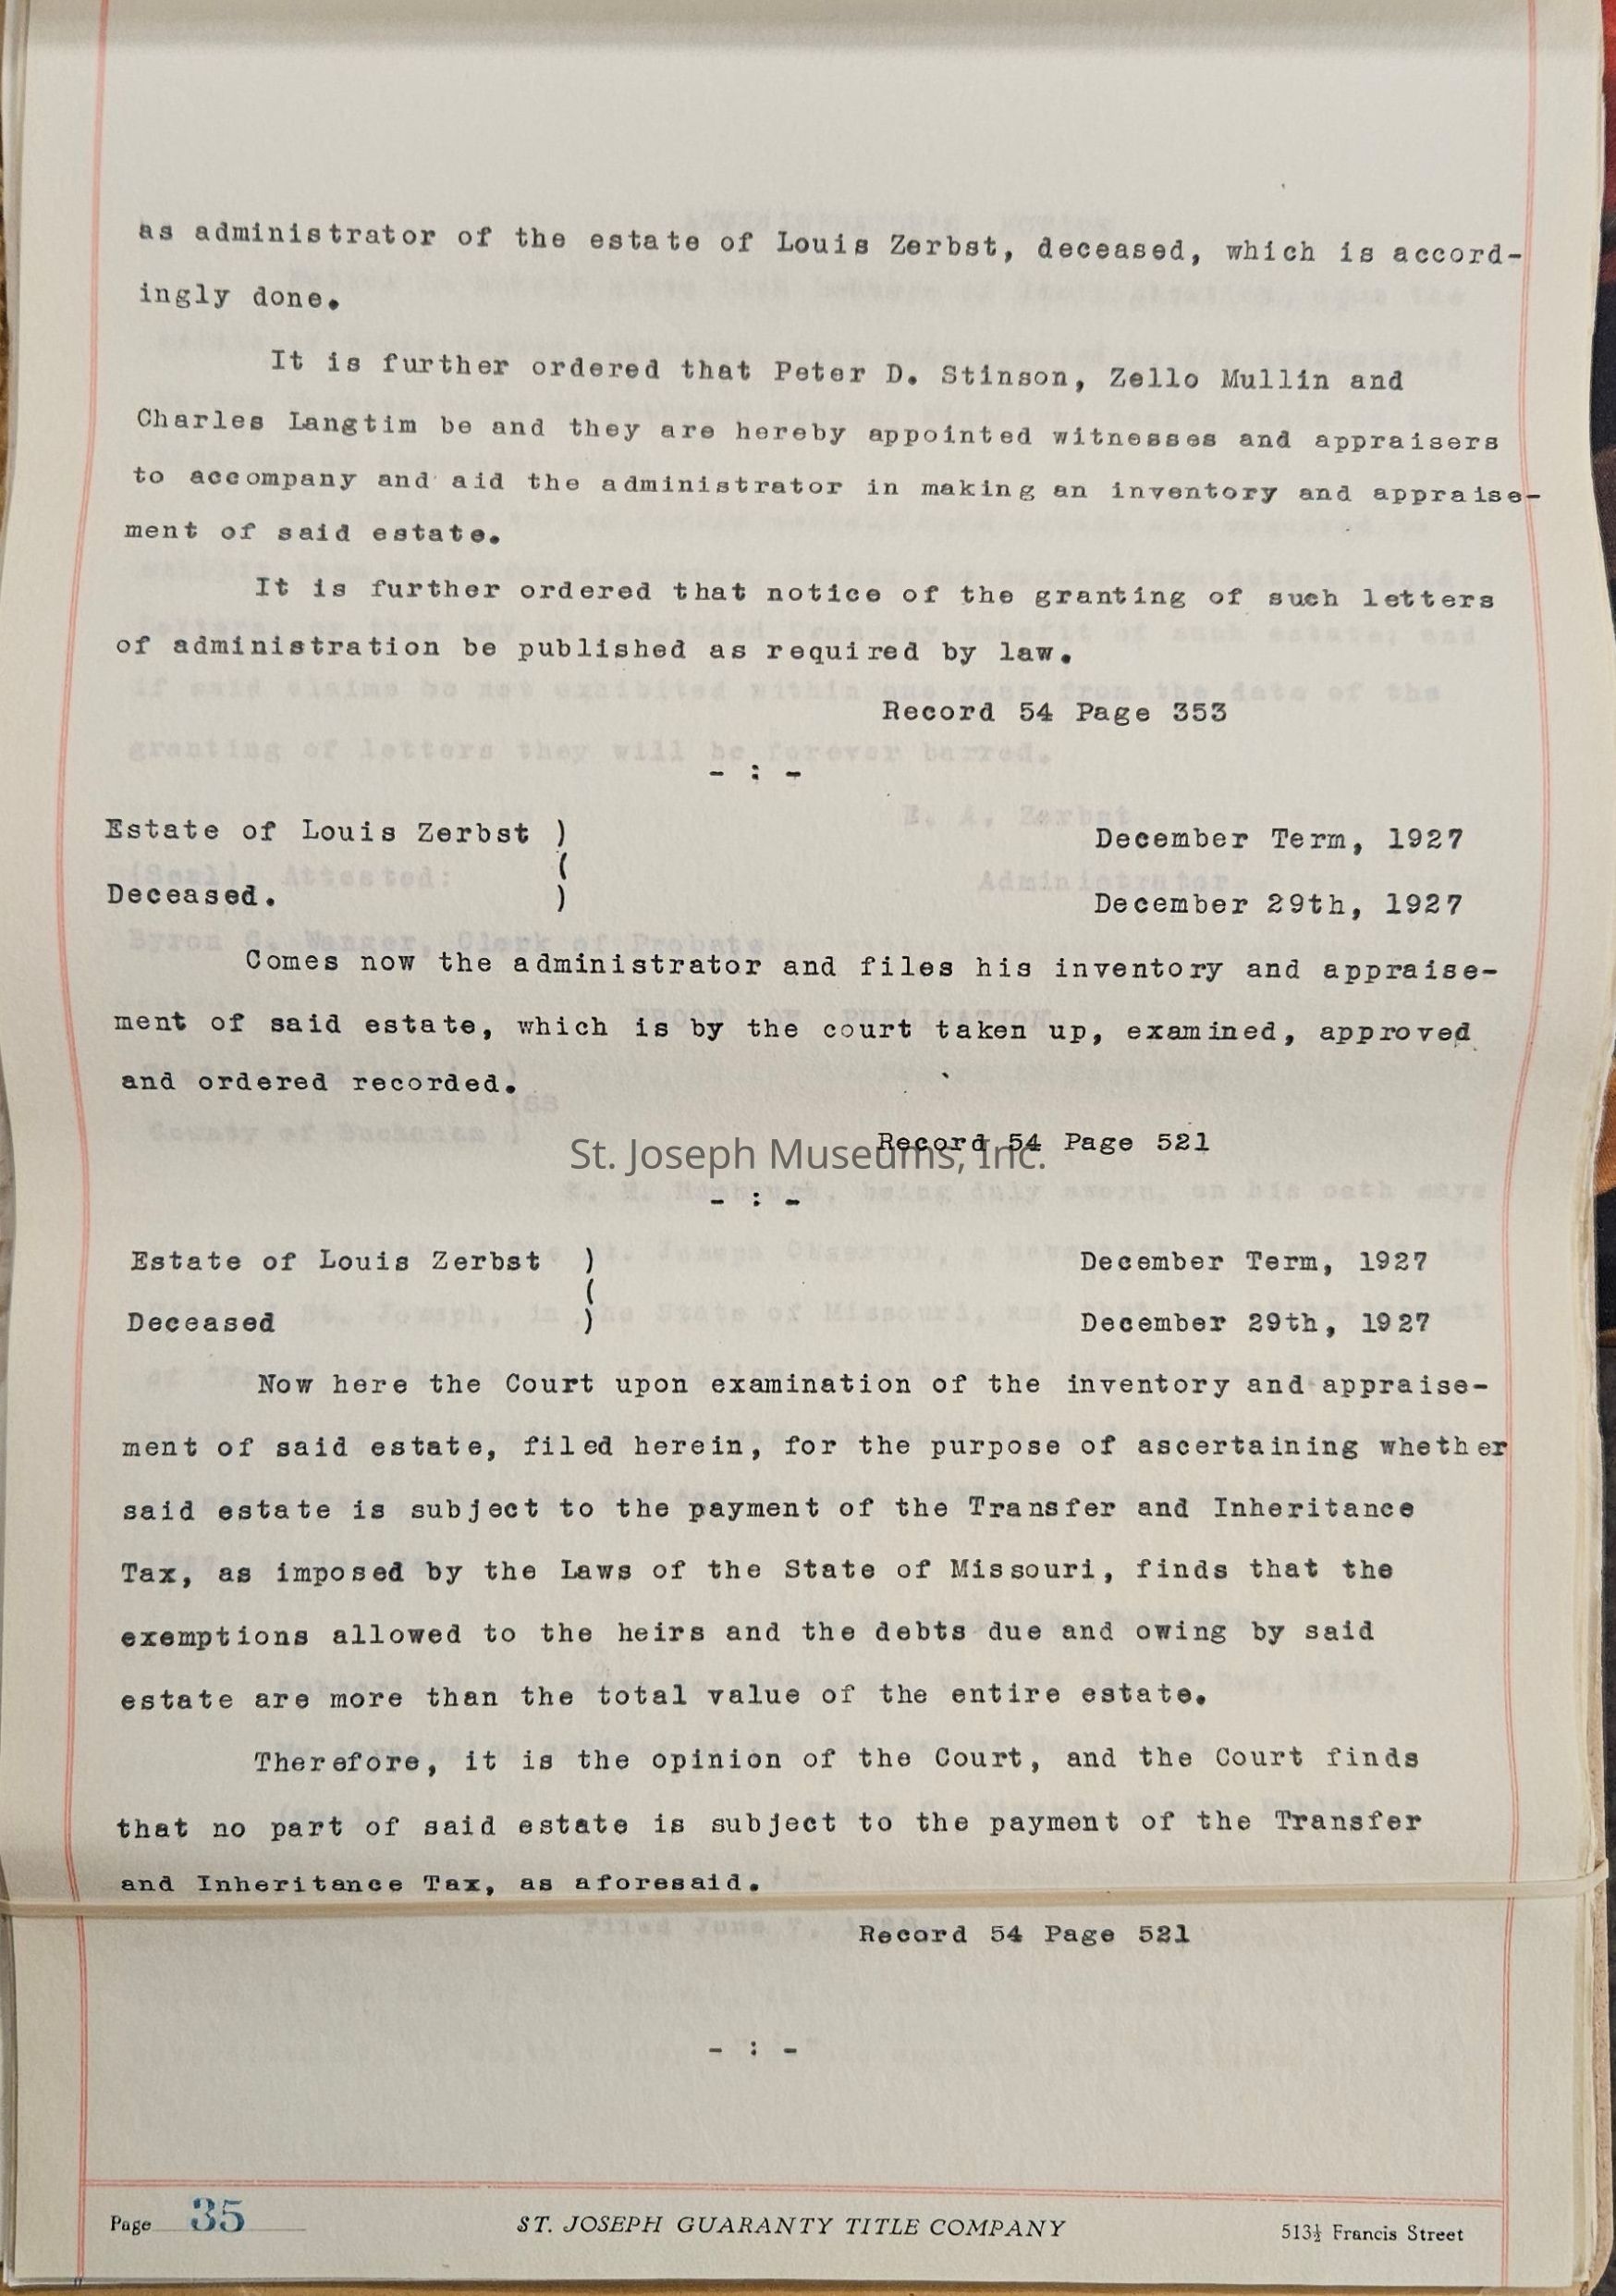 as administrator of the estate of Louis Zerbst, deceased, which is accord-
ingly done.
It is further ordered that Peter D. Stinson, Zello Mullin and
Charles Langtim be and they are hereby appointed witnesses and appraisers
to accompany and aid the administrator in making an inventory and appraise-
ment of said estate.
It is further ordered that notice of the granting of such letters
of administration be published as required by law.
Record 54 Page 353
- : -
Estate of Louis Zerbst ) December Term, 1927
(
Deceased. ) December 29th, 1927
Comes now the administrator and files his inventory and appraise-
ment of said estate, which is by the court taken up, examined, approved
and ordered recorded.
Record 54 Page 521
St. Joseph Museums, Inc.
- : -
Estate of Louis Zerbst ) December Term, 1927
(
Deceased ) December 29th, 1927
Now here the Court upon examination of the inventory and appraise-
ment of said estate, filed herein, for the purpose of ascertaining whether
said estate is subject to the payment of the Transfer and Inheritance
Tax, as imposed by the Laws of the State of Missouri, finds that the
exemptions allowed to the heirs and the debts due and owing by said
estate are more than the total value of the entire estate.
Therefore, it is the opinion of the Court, and the Court finds
that no part of said estate is subject to the payment of the Transfer
and Inheritance Tax, as aforesaid.
Record 54 Page 521
- : -
Page 35 ST. JOSEPH GUARANTY TITLE COMPANY 513½ Francis Street